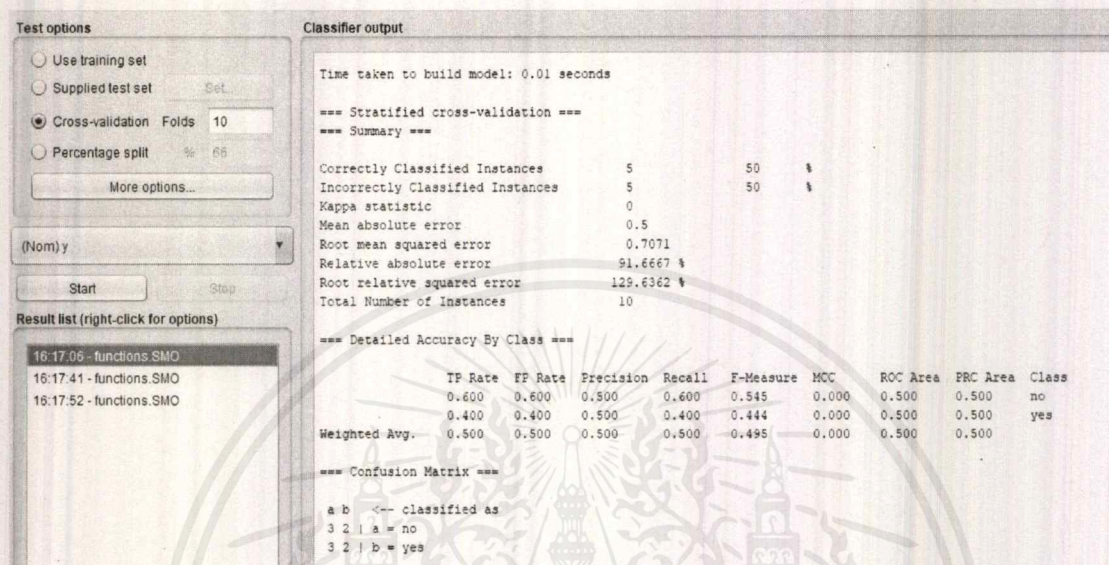 Test options
Use training set
Supplied test set Set...
Cross-validation Folds 10
Percentage split % 66
More options...
(Nom) y
Start Stop
Result list (right-click for options)
16:17:06 - functions.SMO
16:17:41 - functions.SMO
16:17:52 - functions.SMO
Classifier output
Time taken to build model: 0.01 seconds
=== Stratified cross-validation ===
=== Summary ===
Correctly Classified Instances 5 50 %
Incorrectly Classified Instances 5 50 %
Kappa statistic 0
Mean absolute error 0.5
Root mean squared error 0.7071
Relative absolute error 91.6667 %
Root relative squared error 129.6362 %
Total Number of Instances 10
=== Detailed Accuracy By Class ===
TP Rate FP Rate Precision Recall F-Measure MCC ROC Area PRC Area Class
0.600 0.600 0.500 0.600 0.545 0.000 0.500 0.500 no
0.400 0.400 0.500 0.400 0.444 0.000 0.500 0.500 yes
Weighted Avg. 0.500 0.500 0.500 0.500 0.495 0.000 0.500 0.500
=== Confusion Matrix ===
a b <-- classified as
3 2 | a = no
3 2 | b = yes